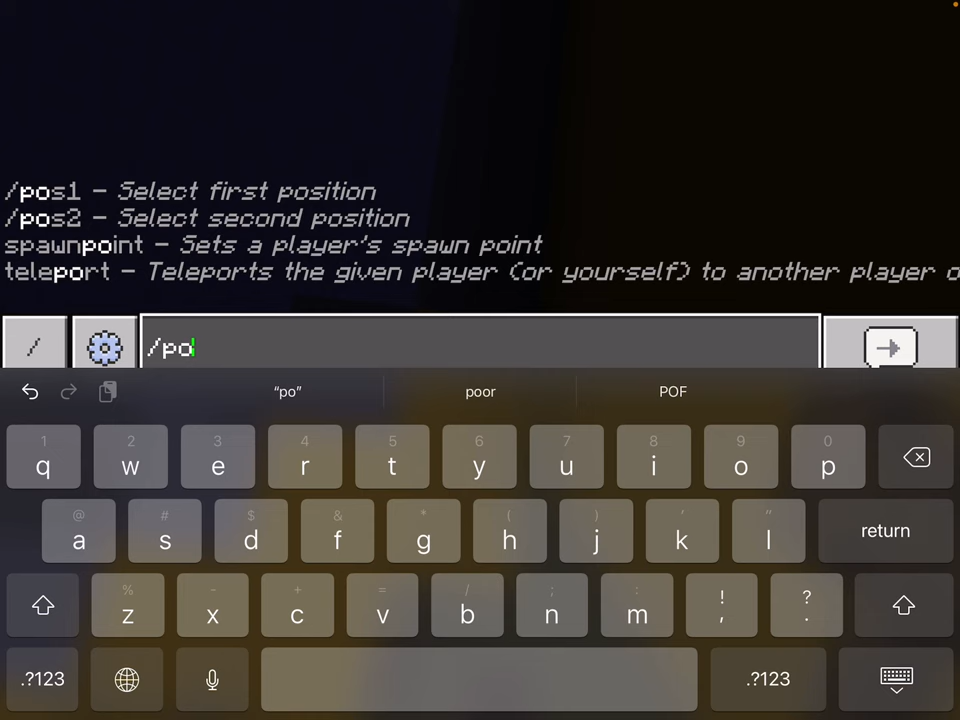 /pos1 - Select first position
/pos2 - Select second position
spawnpoint - Sets a player's spawn point
teleport - Teleports the given player (or yourself) to another player o
/ /po
“po” poor POF
1 2 3 4 5 6 7 8 9 0
q w e r t y u i o p
@ # $ & * ( ) ‘ “
a s d f g h j k l return
% - + = / ; : ! ?
z x c v b n m , .
.?123 .?123